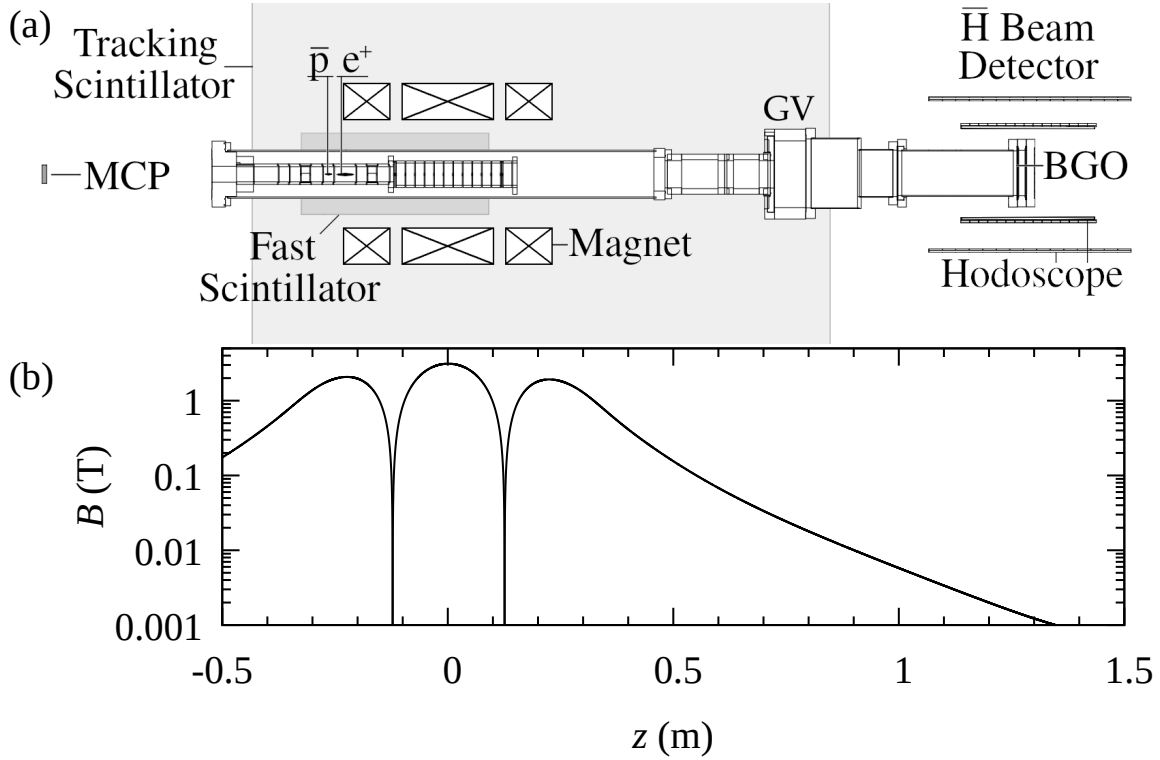 (a)
Tracking
Scintillator
p̅ e⁺
H̅ Beam
Detector
GV
MCP
BGO
Fast
Scintillator
Magnet
Hodoscope
(b)
B (T)
1
0.1
0.01
0.001
-0.5 0 0.5 1 1.5
z (m)